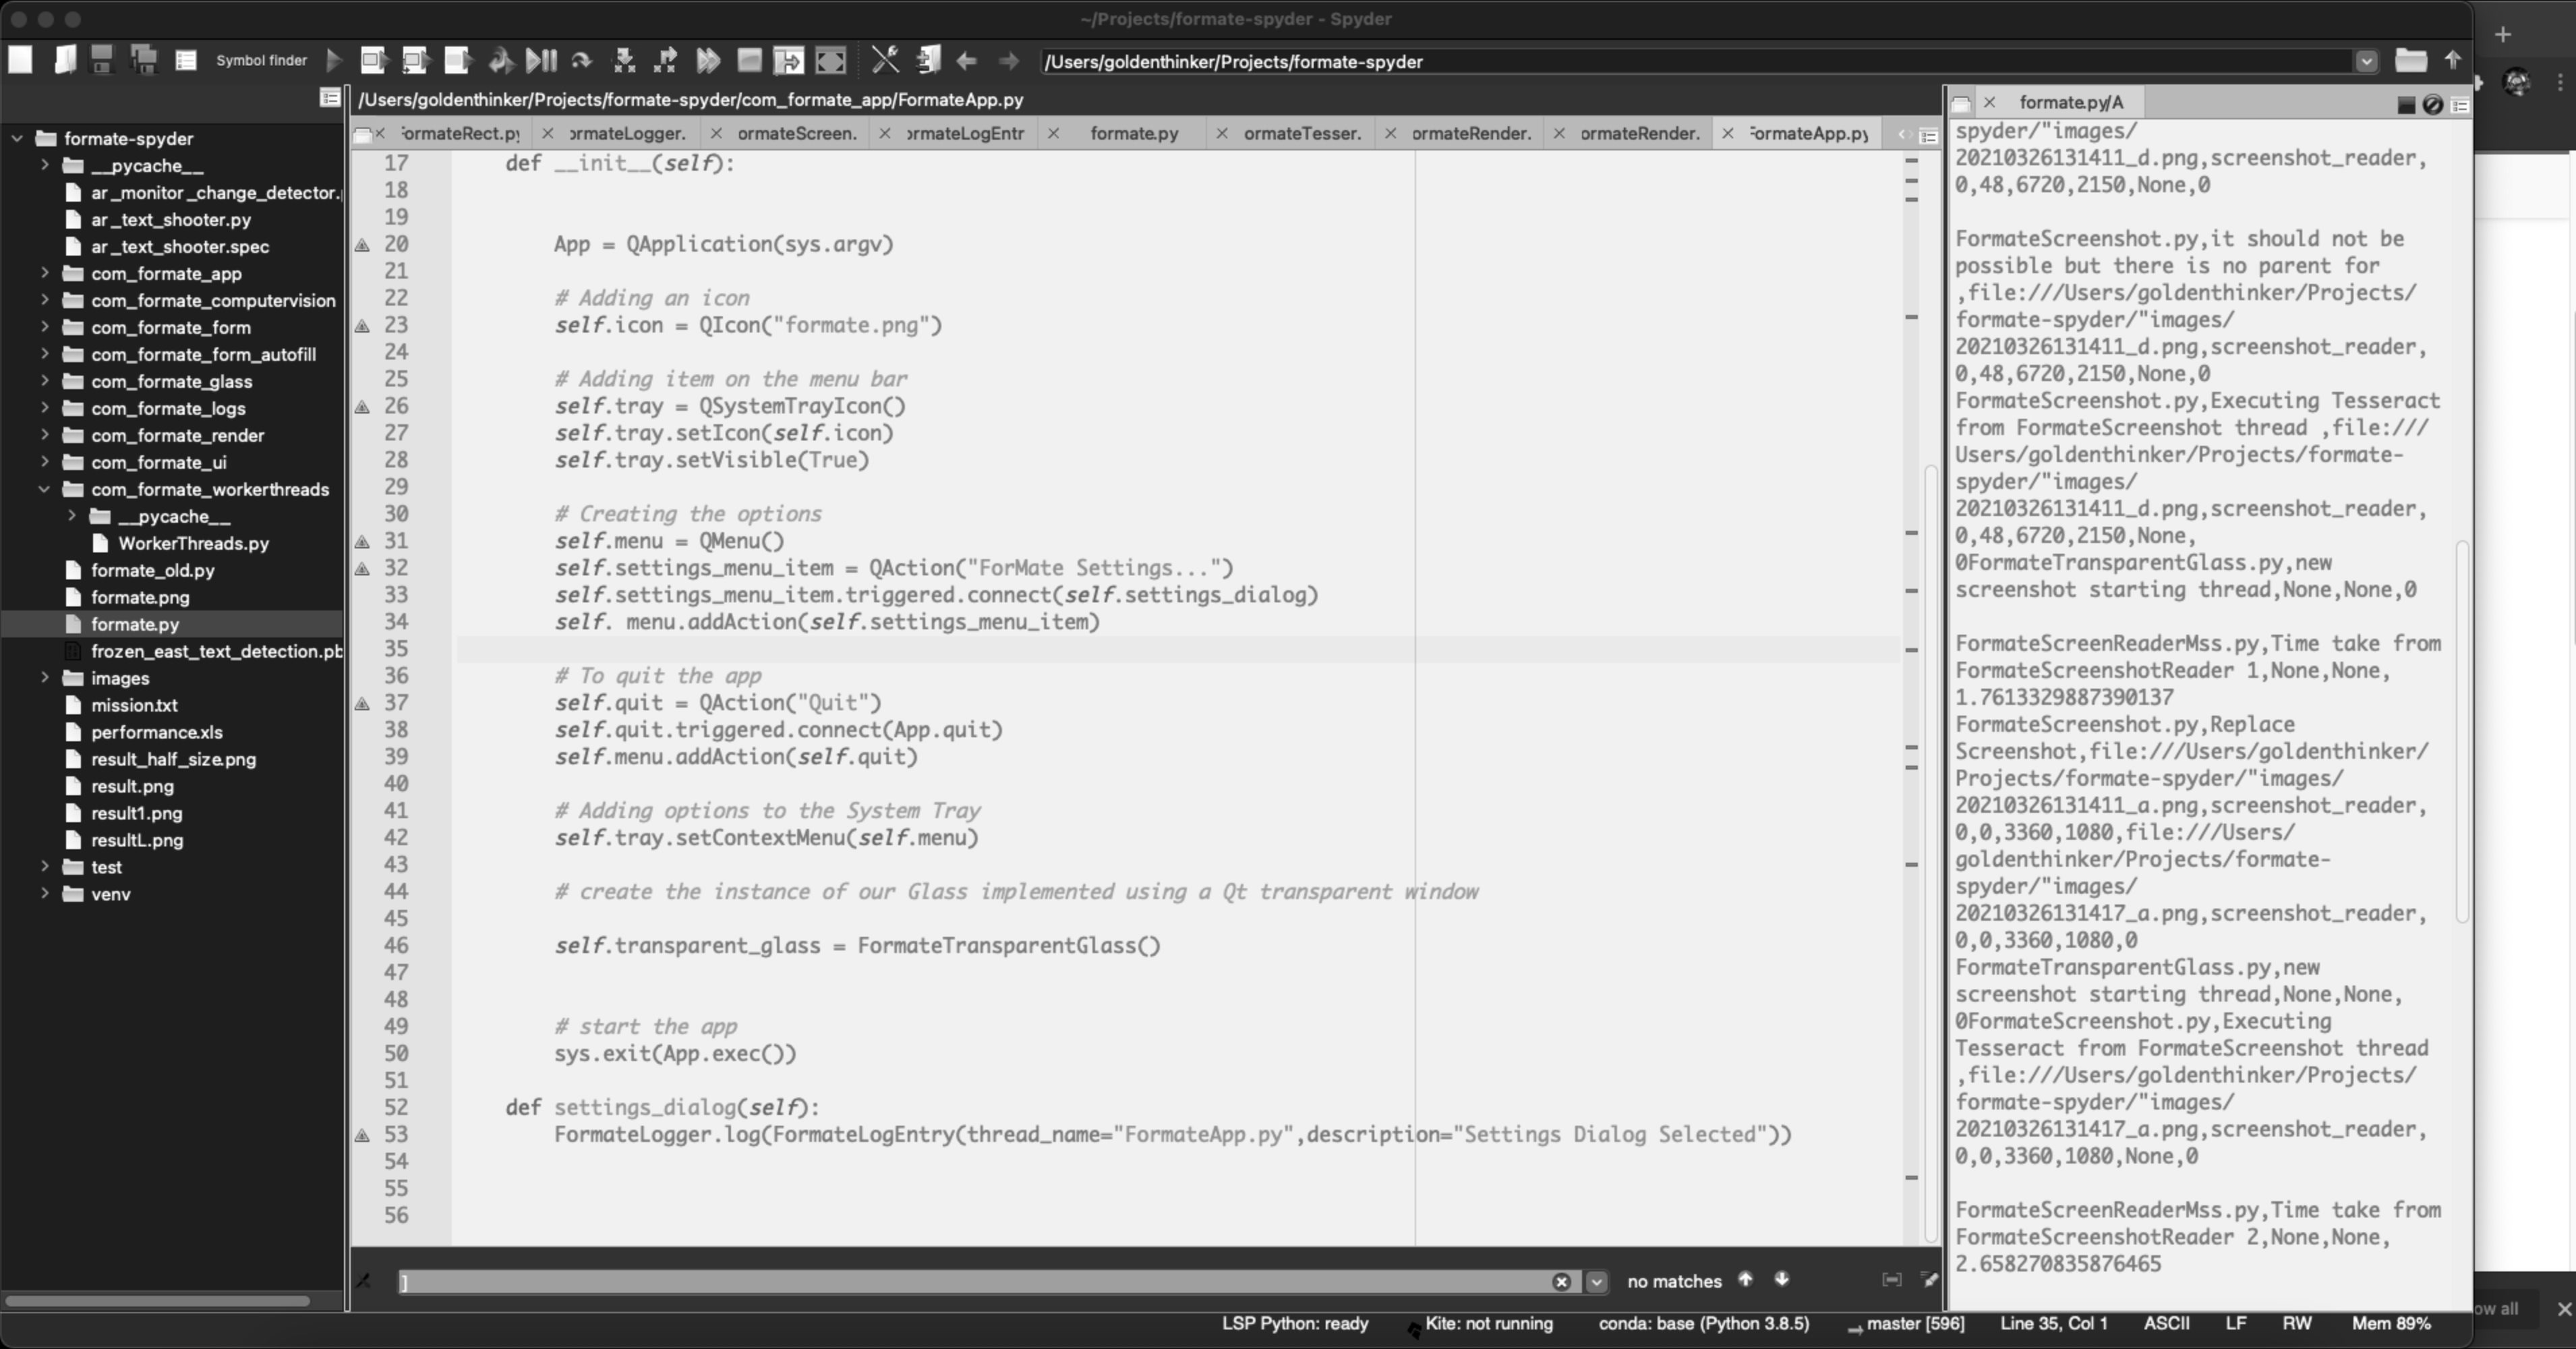 ~/Projects/formate-spyder - Spyder
Symbol finder
/Users/goldenthinker/Projects/formate-spyder
/Users/goldenthinker/Projects/formate-spyder/com_formate_app/FormateApp.py
formate-spyder
__pycache__
ar_monitor_change_detector.
ar_text_shooter.py
ar_text_shooter.spec
com_formate_app
com_formate_computervision
com_formate_form
com_formate_form_autofill
com_formate_glass
com_formate_logs
com_formate_render
com_formate_ui
com_formate_workerthreads
__pycache__
WorkerThreads.py
formate_old.py
formate.png
formate.py
frozen_east_text_detection.pb
images
mission.txt
performance.xls
result_half_size.png
result.png
result1.png
resultL.png
test
venv
ormateRect.py ormateLogger. ormateScreen. ormateLogEntr formate.py ormateTesser. ormateRender. ormateRender. FormateApp.py
17 def __init__(self):
18
19
20 App = QApplication(sys.argv)
21
22 # Adding an icon
23 self.icon = QIcon("formate.png")
24
25 # Adding item on the menu bar
26 self.tray = QSystemTrayIcon()
27 self.tray.setIcon(self.icon)
28 self.tray.setVisible(True)
29
30 # Creating the options
31 self.menu = QMenu()
32 self.settings_menu_item = QAction("ForMate Settings...")
33 self.settings_menu_item.triggered.connect(self.settings_dialog)
34 self. menu.addAction(self.settings_menu_item)
35
36 # To quit the app
37 self.quit = QAction("Quit")
38 self.quit.triggered.connect(App.quit)
39 self.menu.addAction(self.quit)
40
41 # Adding options to the System Tray
42 self.tray.setContextMenu(self.menu)
43
44 # create the instance of our Glass implemented using a Qt transparent window
45
46 self.transparent_glass = FormateTransparentGlass()
47
48
49 # start the app
50 sys.exit(App.exec())
51
52 def settings_dialog(self):
53 FormateLogger.log(FormateLogEntry(thread_name="FormateApp.py",description="Settings Dialog Selected"))
54
55
56
] no matches
formate.py/A
spyder/"images/
20210326131411_d.png,screenshot_reader,
0,48,6720,2150,None,0
FormateScreenshot.py,it should not be
possible but there is no parent for
,file:///Users/goldenthinker/Projects/
formate-spyder/"images/
20210326131411_d.png,screenshot_reader,
0,48,6720,2150,None,0
FormateScreenshot.py,Executing Tesseract
from FormateScreenshot thread ,file:///
Users/goldenthinker/Projects/formate-
spyder/"images/
20210326131411_d.png,screenshot_reader,
0,48,6720,2150,None,
0FormateTransparentGlass.py,new
screenshot starting thread,None,None,0
FormateScreenReaderMss.py,Time take from
FormateScreenshotReader 1,None,None,
1.7613329887390137
FormateScreenshot.py,Replace
Screenshot,file:///Users/goldenthinker/
Projects/formate-spyder/"images/
20210326131411_a.png,screenshot_reader,
0,0,3360,1080,file:///Users/
goldenthinker/Projects/formate-
spyder/"images/
20210326131417_a.png,screenshot_reader,
0,0,3360,1080,0
FormateTransparentGlass.py,new
screenshot starting thread,None,None,
0FormateScreenshot.py,Executing
Tesseract from FormateScreenshot thread
,file:///Users/goldenthinker/Projects/
formate-spyder/"images/
20210326131417_a.png,screenshot_reader,
0,0,3360,1080,None,0
FormateScreenReaderMss.py,Time take from
FormateScreenshotReader 2,None,None,
2.658270835876465
ow all
LSP Python: ready Kite: not running conda: base (Python 3.8.5) master [596] Line 35, Col 1 ASCII LF RW Mem 89%